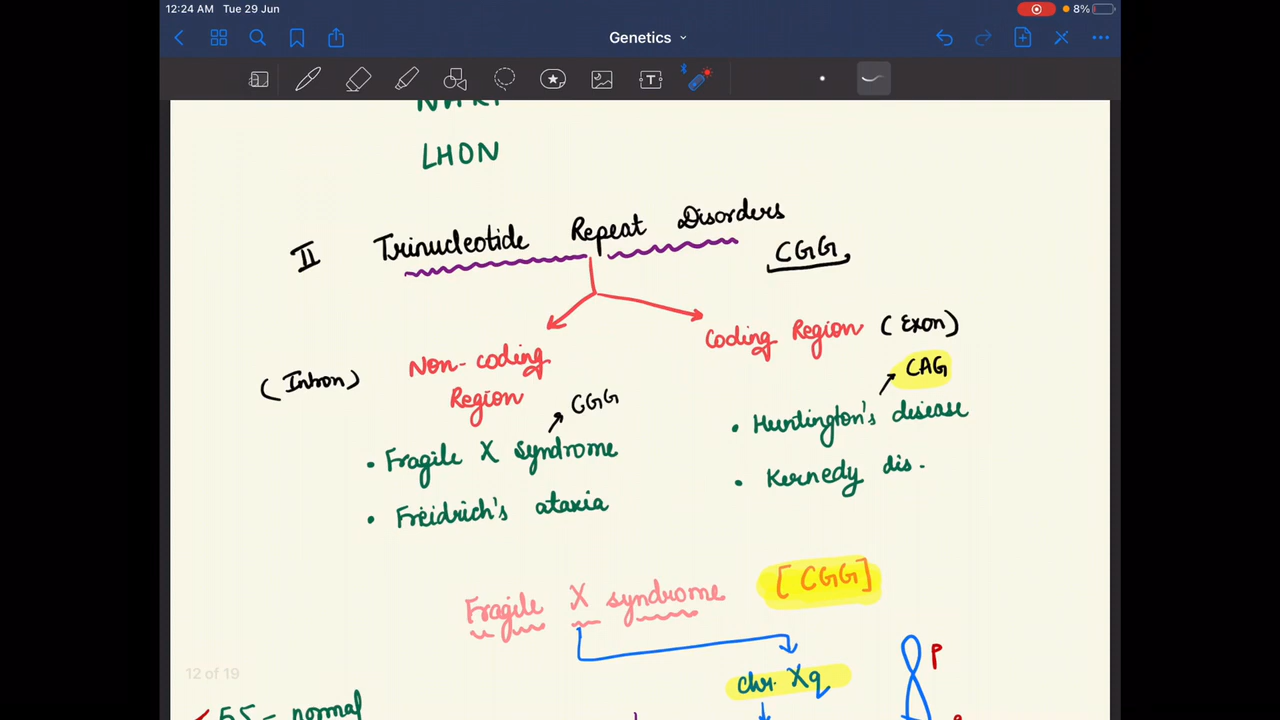 12:24 AM Tue 29 Jun
8%
Genetics
LHON
II Trinucleotide Repeat Disorders
CGG
Coding Region (Exon)
Non-coding
(Intron)
Region
CAG
CGG
• Huntington's disease
• Fragile X syndrome
• Kernedy dis.
• Freidrich's ataxia
Fragile X syndrome [CGG]
p
12 of 19
chr. Xq
55 - normal